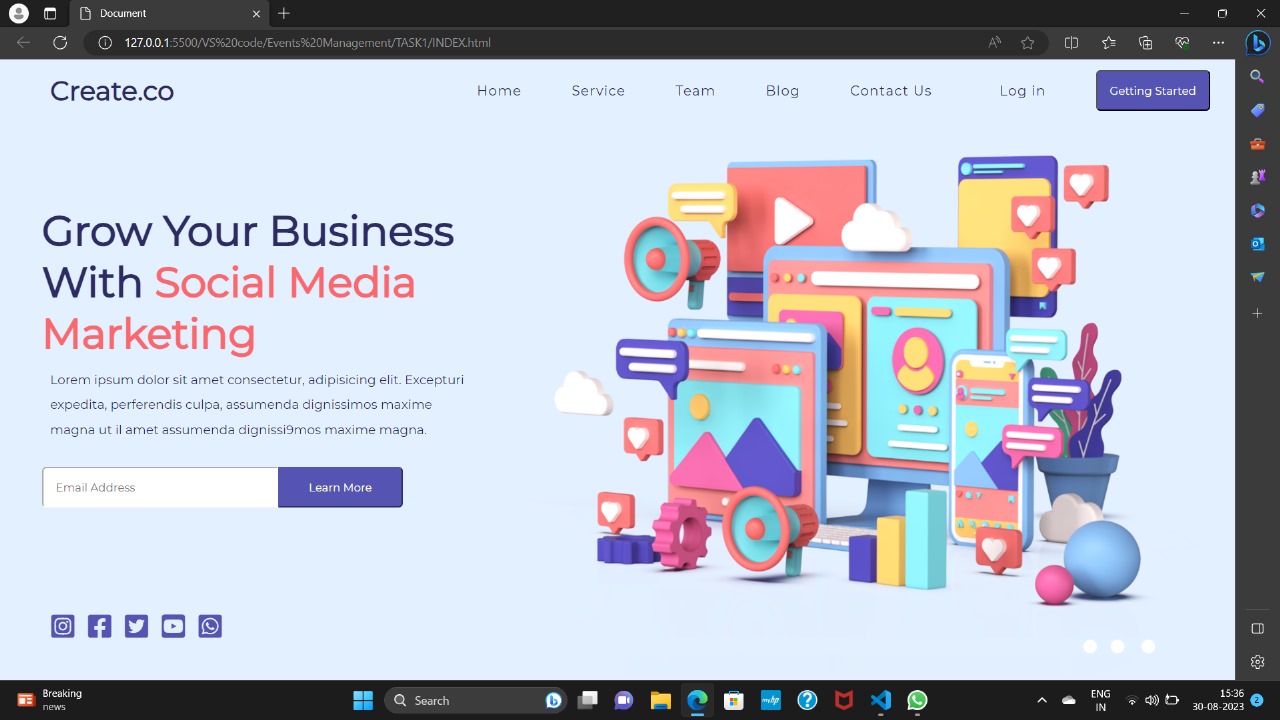 Document
127.0.0.1:5500/VS%20code/Events%20Management/TASK1/INDEX.html
Create.co
Home Service Team Blog Contact Us Log in Getting Started
Grow Your Business
With Social Media
Marketing
Lorem ipsum dolor sit amet consectetur, adipisicing elit. Excepturi
expedita, perferendis culpa, assumenda dignissimos maxime
magna ut il amet assumenda dignissi9mos maxime magna.
Email Address Learn More
Breaking
news
Search
hp
ENG
IN
15:36
30-08-2023
2